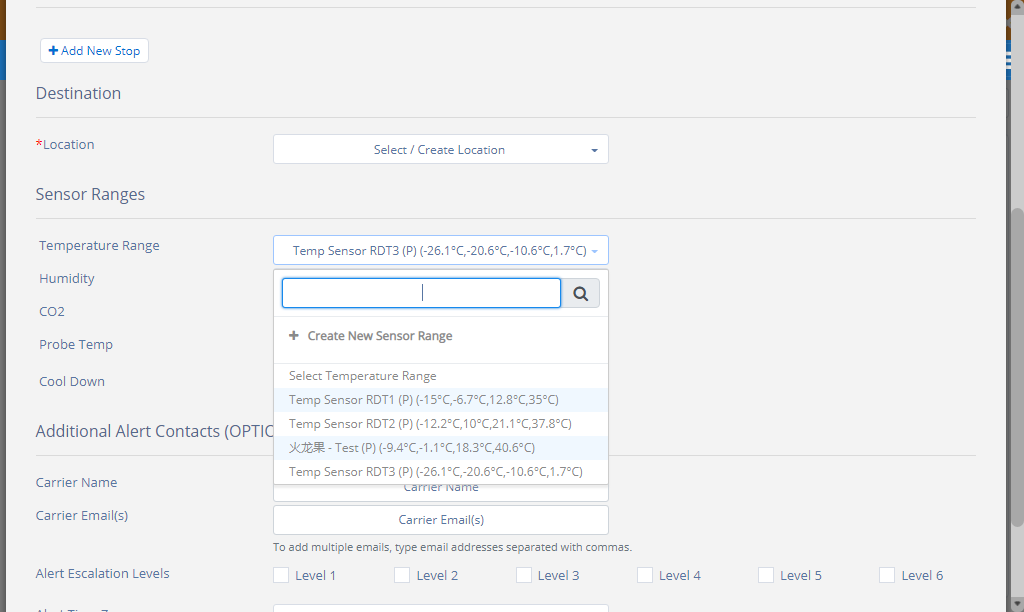 Add New Stop
Destination
*Location
Select / Create Location
Sensor Ranges
Temperature Range
Temp Sensor RDT3 (P) (-26.1°C,-20.6°C,-10.6°C,1.7°C)
Humidity
CO2
Create New Sensor Range
Probe Temp
Select Temperature Range
Cool Down
Temp Sensor RDT1 (P) (-15°C,-6.7°C,12.8°C,35°C)
Temp Sensor RDT2 (P) (-12.2°C,10°C,21.1°C,37.8°C)
Additional Alert Contacts (OPTIO
火龙果 - Test (P) (-9.4°C,-1.1°C,18.3°C,40.6°C)
Temp Sensor RDT3 (P) (-26.1°C,-20.6°C,-10.6°C,1.7°C)
Carrier Name
Carrier Name
Carrier Email(s)
Carrier Email(s)
To add multiple emails, type email addresses separated with commas.
Alert Escalation Levels
Level 1
Level 2
Level 3
Level 4
Level 5
Level 6